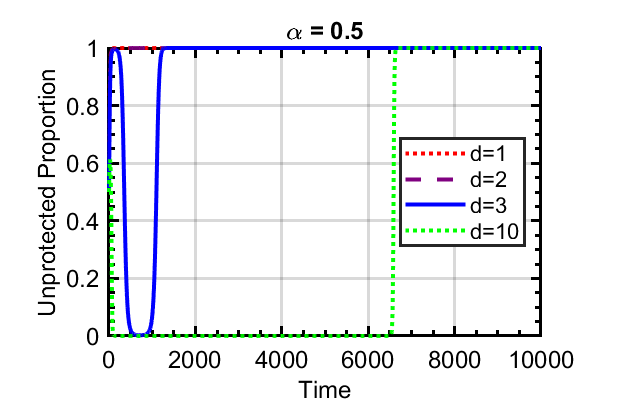 α = 0.5
Unprotected Proportion
1
0.8
0.6
0.4
0.2
0
d=1
d=2
d=3
d=10
0 2000 4000 6000 8000 10000
Time